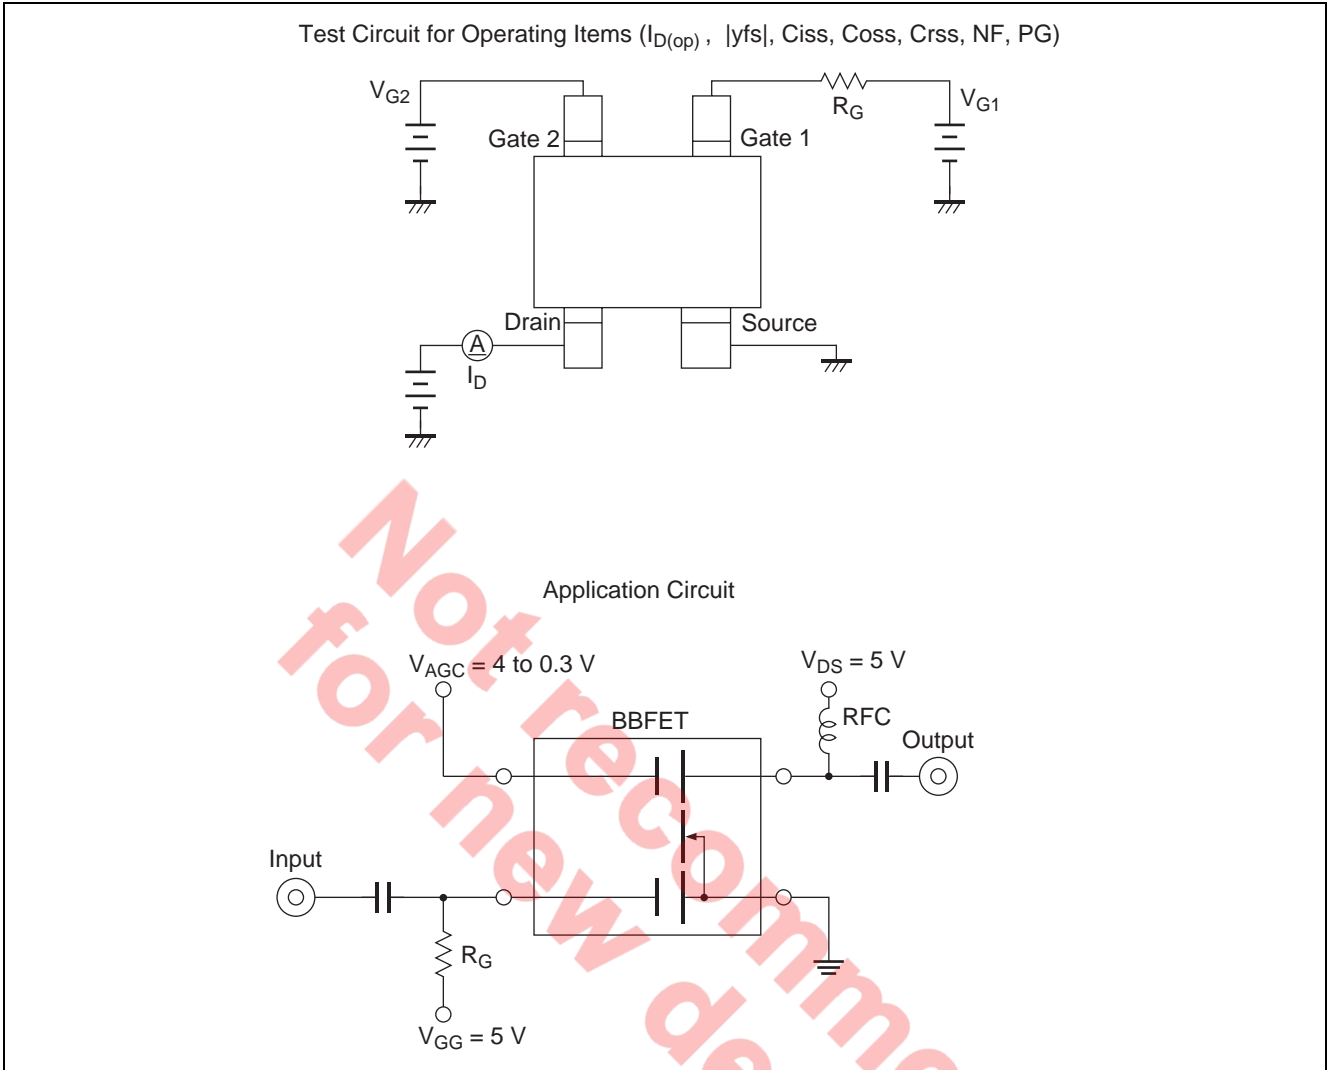 Test Circuit for Operating Items (ID(op) , |yfs|, Ciss, Coss, Crss, NF, PG)
VG2
RG
VG1
Gate 2
Gate 1
Drain
Source
A
ID
Application Circuit
VAGC = 4 to 0.3 V
VDS = 5 V
BBFET
RFC
Output
Input
RG
VGG = 5 V
Not recomme
for new de